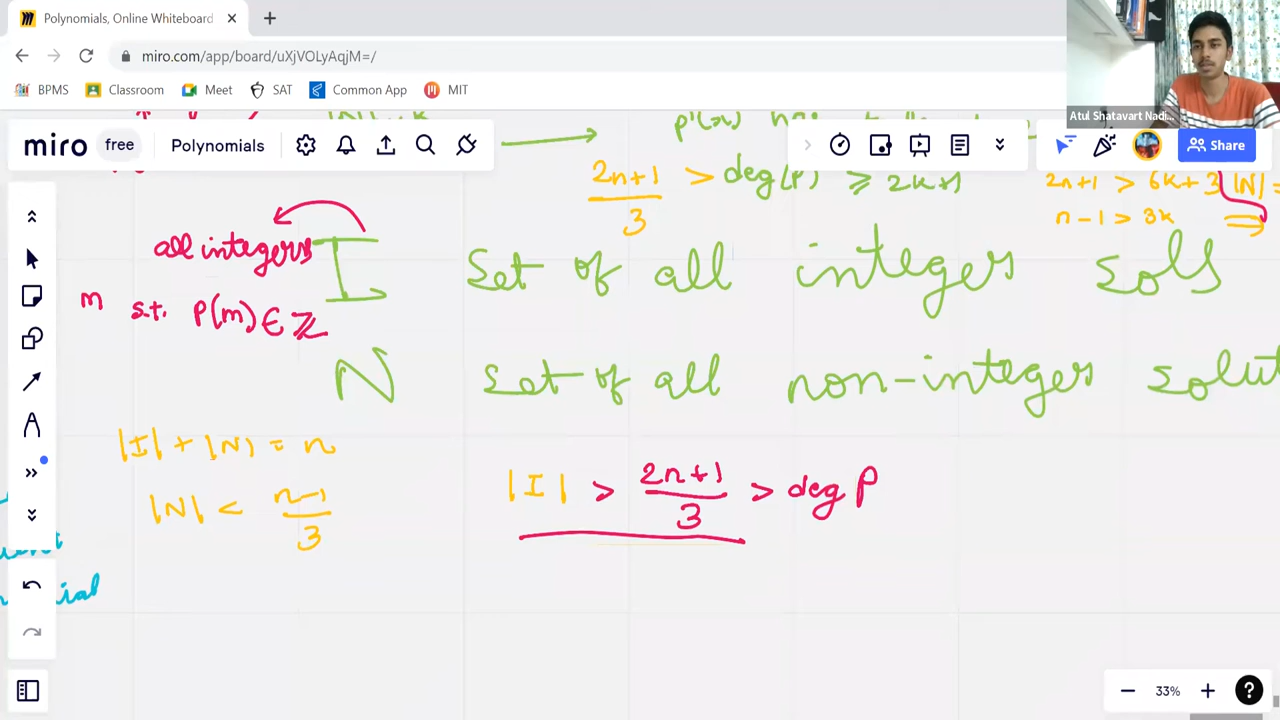 Polynomials, Online Whiteboard
miro.com/app/board/uXjVOLyAqjM=/
BPMS
Classroom
Meet
SAT
Common App
MIT
Atul Shatavart Nadi...
miro
free
Polynomials
Share
2n+1/3 > deg(P) ≥ 2k+1
2n+1 > 6k+3
|N| =
n-1 > 3k
⇒
all integers
m s.t. P(m) ∈ ℤ
I set of all integers sols
N set of all non-integer solut
|I| + |N| = n
|N| < n-1/3
|I| > 2n+1/3 > deg P
33%
?